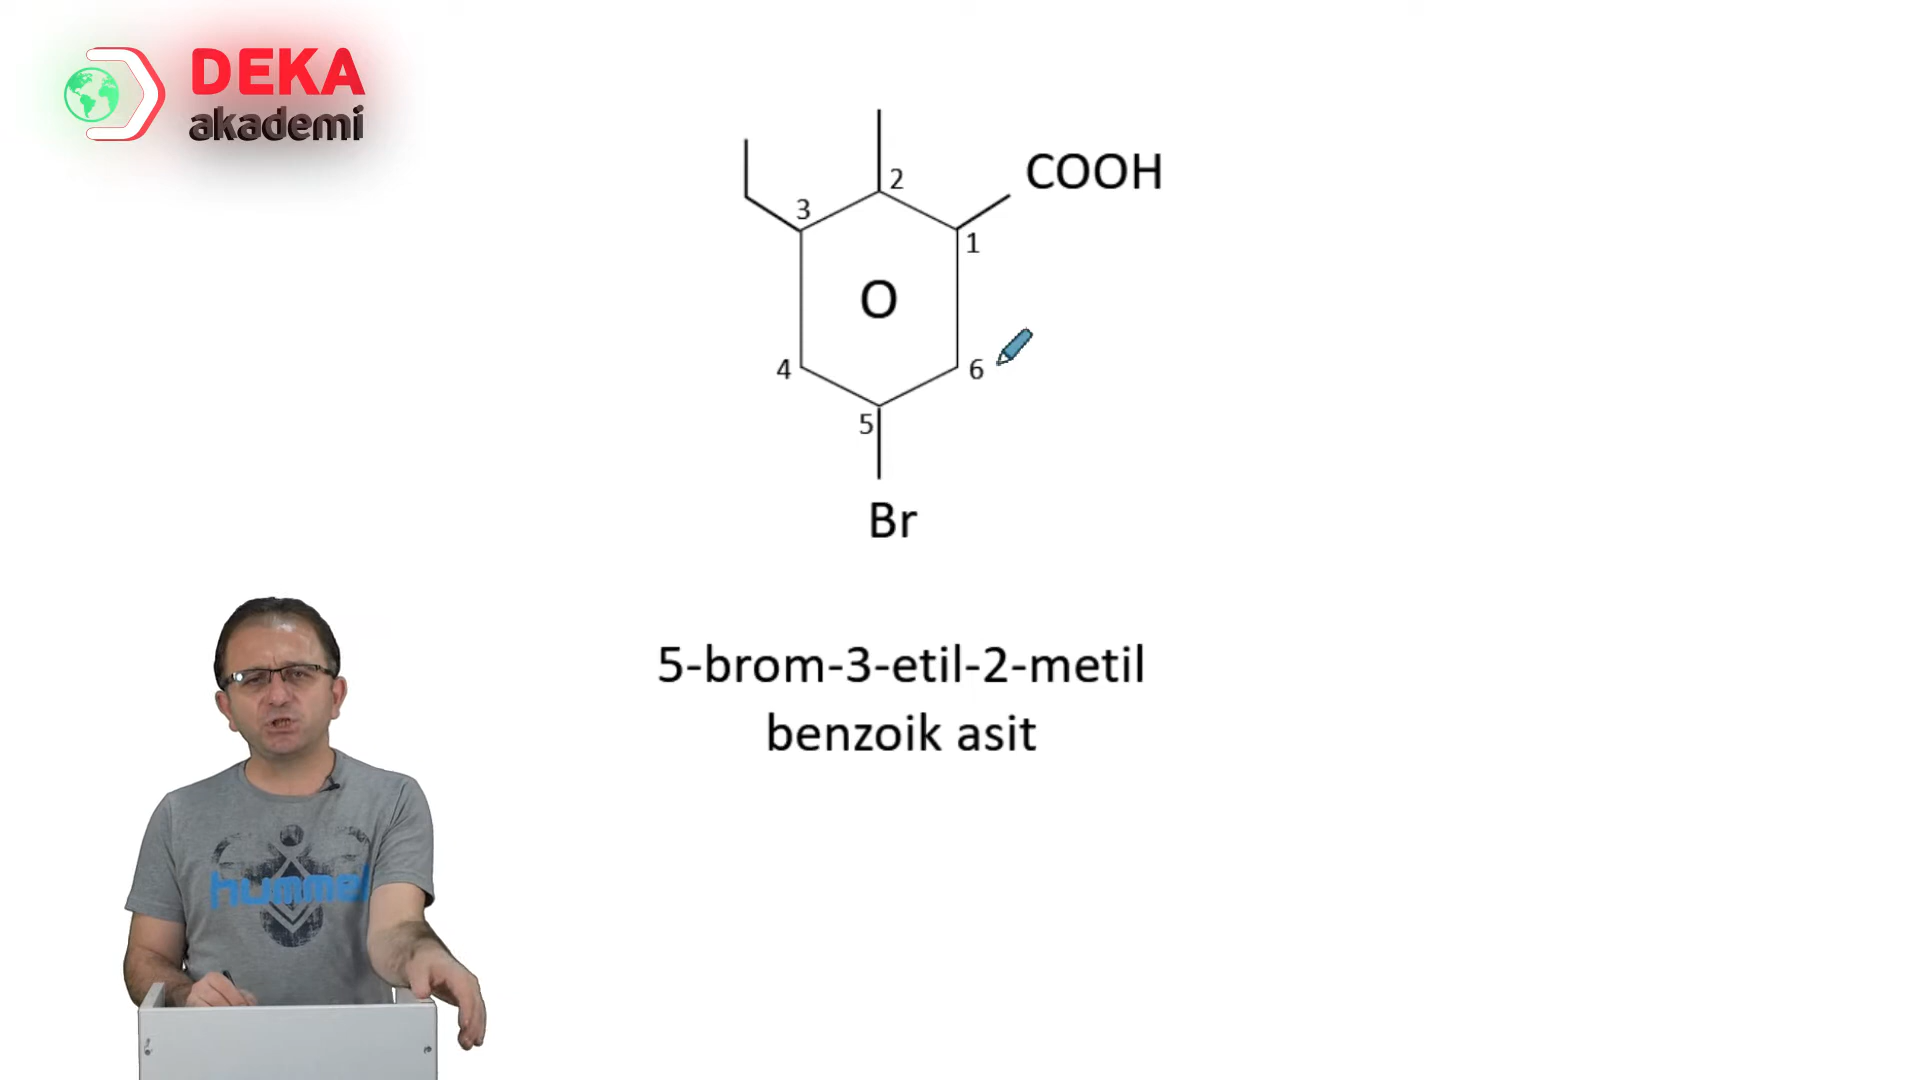 DEKA
akademi
COOH
2
3
1
O
4
6
5
Br
5-brom-3-etil-2-metil
benzoik asit
hummel